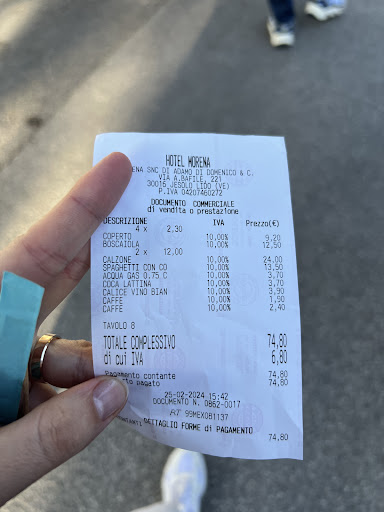 HOTEL MORENA
ENA SNC DI ADAMO DI DOMENICO & C.
VIA A.BAFILE, 221
30016 JESOLO LIDO (VE)
P.IVA 04207460272
DOCUMENTO COMMERCIALE
di vendita o prestazione
DESCRIZIONE IVA Prezzo(€)
4 x 2,30
COPERTO 10,00% 9,20
BOSCAIOLA 10,00% 12,50
2 x 12,00
CALZONE 10,00% 24,00
SPAGHETTI CON CO 10,00% 13,50
ACQUA GAS 0.75 C 10,00% 3,70
COCA LATTINA 10,00% 3,70
CALICE VINO BIAN 10,00% 3,90
CAFFE 10,00% 1,90
CAFFE 10,00% 2,40
TAVOLO 8
TOTALE COMPLESSIVO 74,80
di cui IVA 6,80
Pagamento contante 74,80
pagato 74,80
25-02-2024 15:42
DOCUMENTO N. 0862-0017
RT 99MEX081137
DETTAGLIO FORME di PAGAMENTO
74,80